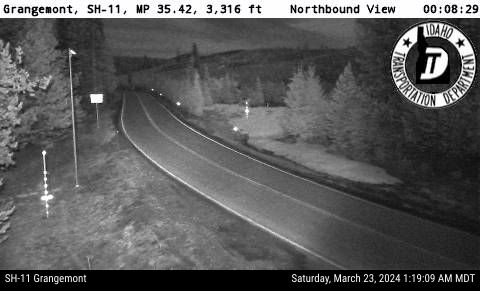 Grangemont, SH-11, MP 35.42, 3,316 ft Northbound View 00:08:29
IDAHO
TRANSPORTATION DEPARTMENT
SH-11 Grangemont Saturday, March 23, 2024 1:19:09 AM MDT